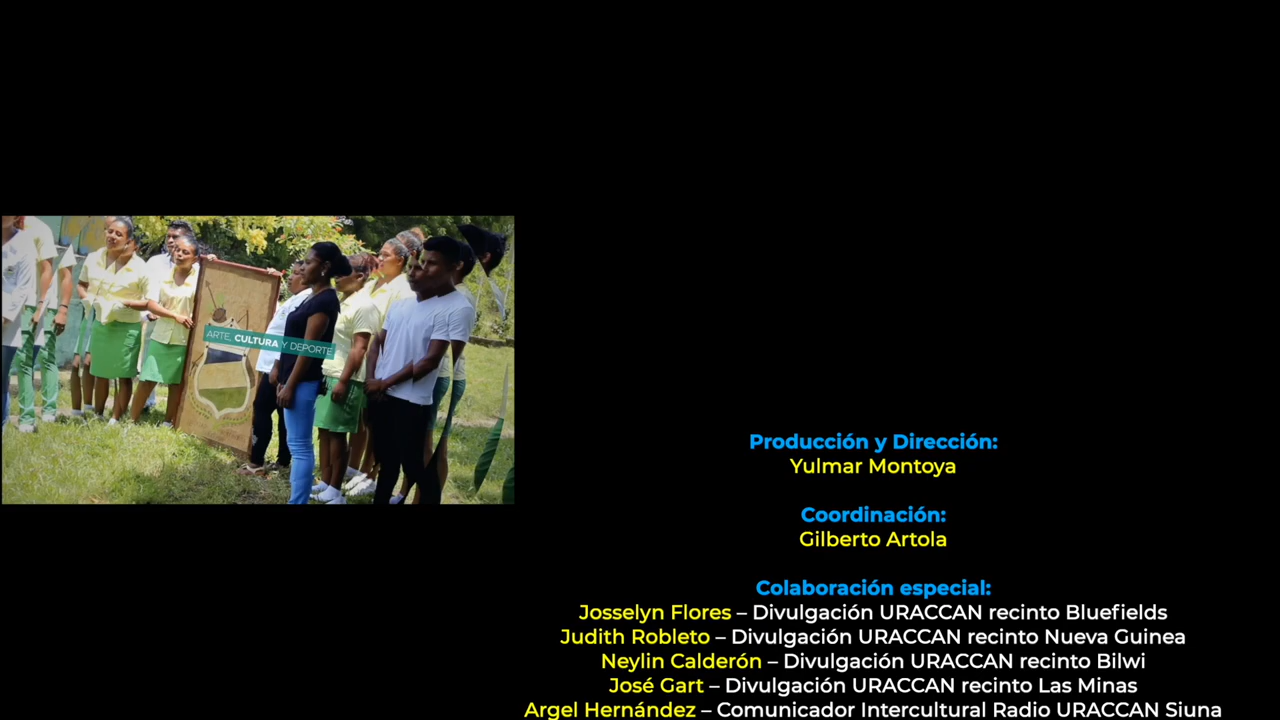 ARTE, CULTURA Y DEPORTE
Producción y Dirección:
Yulmar Montoya
Coordinación:
Gilberto Artola
Colaboración especial:
Josselyn Flores – Divulgación URACCAN recinto Bluefields
Judith Robleto – Divulgación URACCAN recinto Nueva Guinea
Neylin Calderón – Divulgación URACCAN recinto Bilwi
José Gart – Divulgación URACCAN recinto Las Minas
Argel Hernández – Comunicador Intercultural Radio URACCAN Siuna